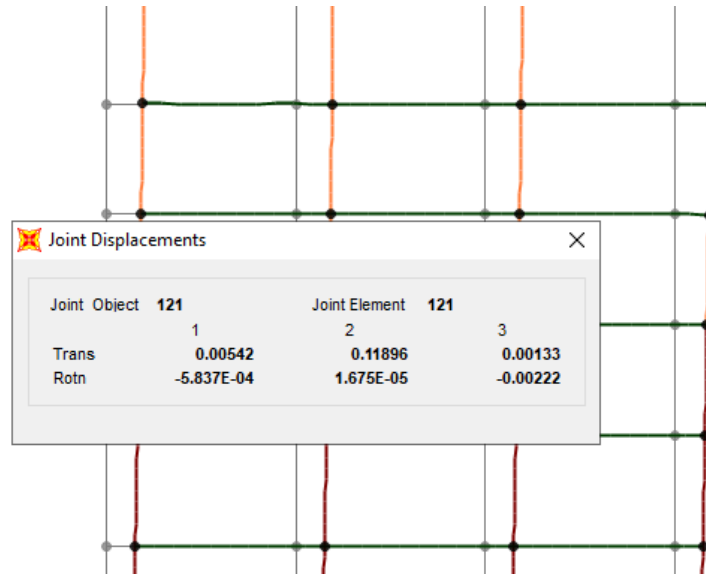 Joint Displacements
Joint Object 121 Joint Element 121
1 2 3
Trans 0.00542 0.11896 0.00133
Rotn -5.837E-04 1.675E-05 -0.00222